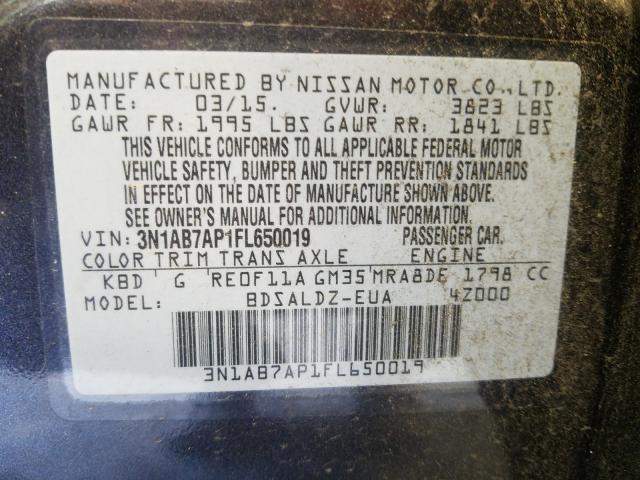 MANUFACTURED BY NISSAN MOTOR CO., LTD.
DATE: 03/15. GVWR: 3823 LBS
GAWR FR: 1995 LBS GAWR RR: 1841 LBS
THIS VEHICLE CONFORMS TO ALL APPLICABLE FEDERAL MOTOR
VEHICLE SAFETY, BUMPER AND THEFT PREVENTION STANDARDS
IN EFFECT ON THE DATE OF MANUFACTURE SHOWN ABOVE.
SEE OWNER'S MANUAL FOR ADDITIONAL INFORMATION.
VIN: 3N1AB7AP1FL650019 PASSENGER CAR.
COLOR TRIM TRANS AXLE ENGINE
KBD G RE0F11A GM35 MRA8DE 1798 CC
MODEL: BDSALDZ-EUA 4Z000
3N1AB7AP1FL650019